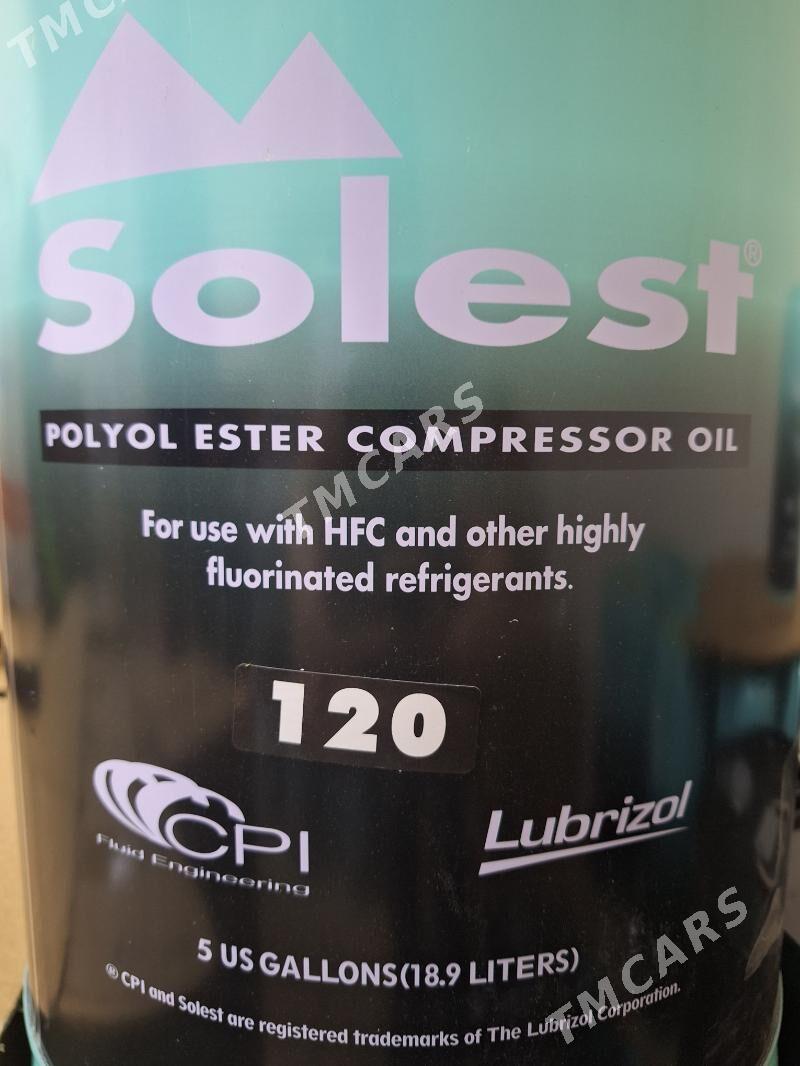 TMCARS
Solest®
POLYOL ESTER COMPRESSOR OIL
TMCARS
For use with HFC and other highly
fluorinated refrigerants.
120
CPI
Fluid Engineering
Lubrizol
TMCARS
5 US GALLONS(18.9 LITERS)
® CPI and Solest are registered trademarks of The Lubrizol Corporation.